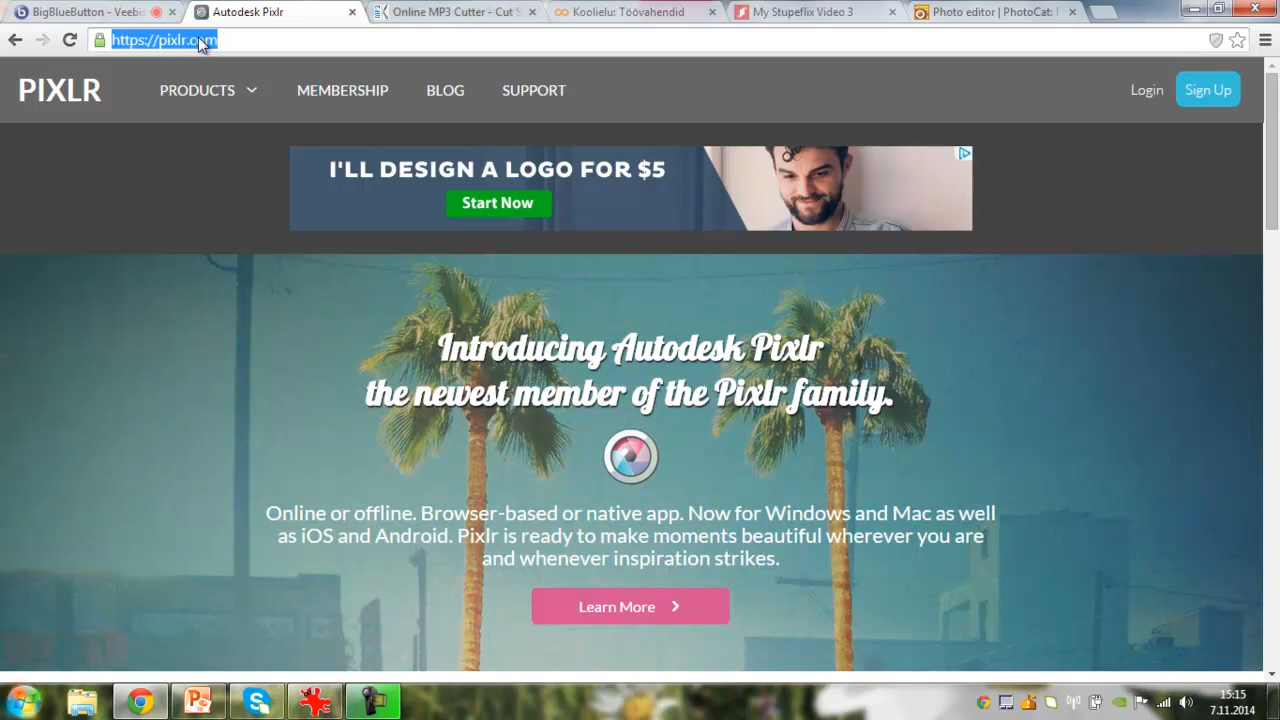 BigBlueButton - Veebis
Autodesk Pixlr
Online MP3 Cutter - Cut S
Koolielu: Töövahendid
My Stupeflix Video 3
Photo editor | PhotoCat:
https://pixlr.com
PIXLR
PRODUCTS
MEMBERSHIP
BLOG
SUPPORT
Login
Sign Up
I'LL DESIGN A LOGO FOR $5
Start Now
Introducing Autodesk Pixlr
the newest member of the Pixlr family.
Online or offline. Browser-based or native app. Now for Windows and Mac as well
as iOS and Android. Pixlr is ready to make moments beautiful wherever you are
and whenever inspiration strikes.
Learn More
15:15
7.11.2014